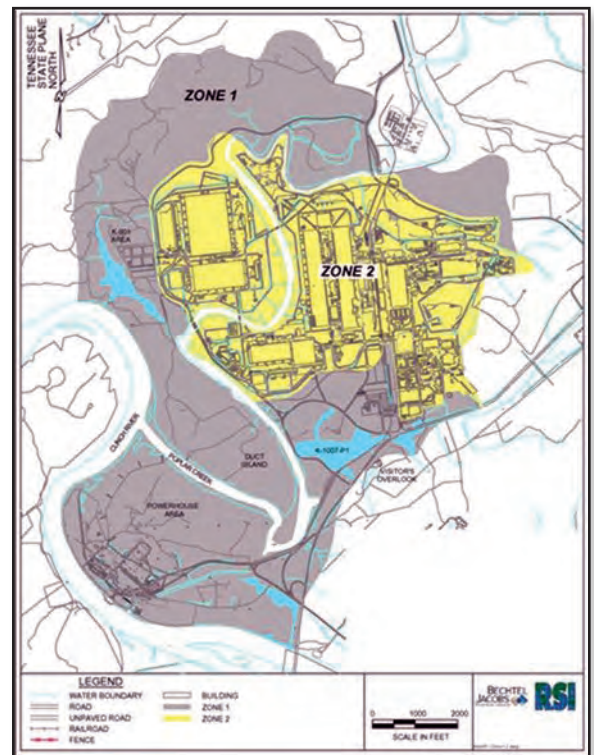 TENNESSEE
STATE PLANE
NORTH
ZONE 1
K-901
AREA
ZONE 2
CLINCH RIVER
POPLAR CREEK
DUCT
ISLAND
K-1007-P1
VISITOR'S
OVERLOOK
POWERHOUSE
AREA
LEGEND
WATER BOUNDARY
ROAD
UNPAVED ROAD
RAILROAD
FENCE
BUILDING
ZONE 1
ZONE 2
0 1000 2000
SCALE IN FEET
BECHTEL
JACOBS
RSI